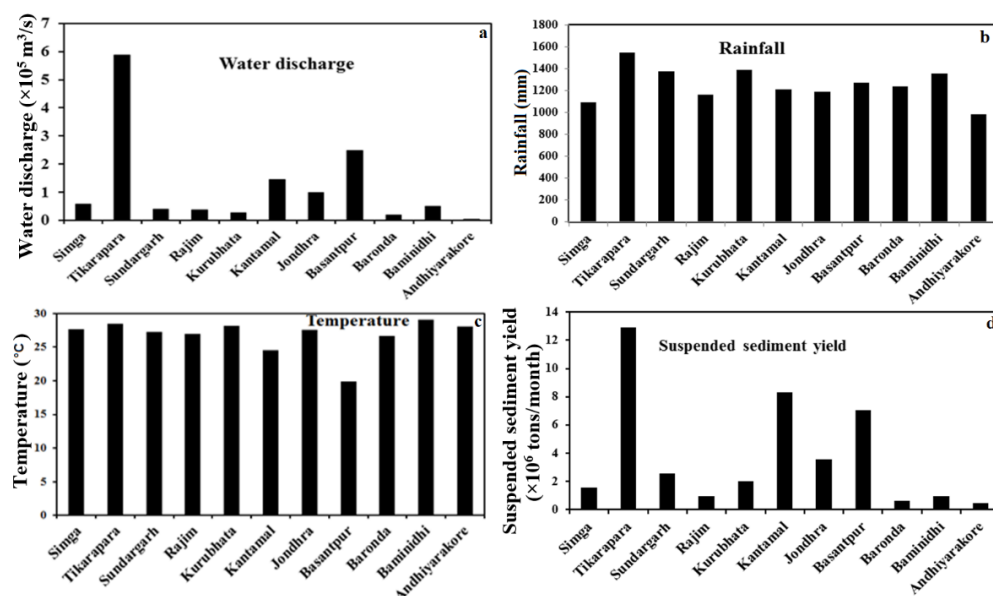 a
Water discharge
Water discharge (×10⁵ m³/s)
7
6
5
4
3
2
1
0
Simga
Tikarapara
Sundargarh
Rajim
Kurubhata
Kantamal
Jondhra
Basantpur
Baronda
Baminidhi
Andhiyarakore
b
Rainfall
Rainfall (mm)
1800
1600
1400
1200
1000
800
600
400
200
0
Simga
Tikarapara
Sundargarh
Rajim
Kurubhata
Kantamal
Jondhra
Basantpur
Baronda
Baminidhi
Andhiyarakore
Temperature
c
Temperature (℃)
30
25
20
15
10
5
0
Simga
Tikarapara
Sundargarh
Rajim
Kurubhata
Kantamal
Jondhra
Basantpur
Baronda
Baminidhi
Andhiyarakore
d
Suspended sediment yield
Suspended sediment yield
(×10⁶ tons/month)
14
12
10
8
6
4
2
0
Simga
Tikarapara
Sundargarh
Rajim
Kurubhata
Kantamal
Jondhra
Basantpur
Baronda
Baminidhi
Andhiyarakore